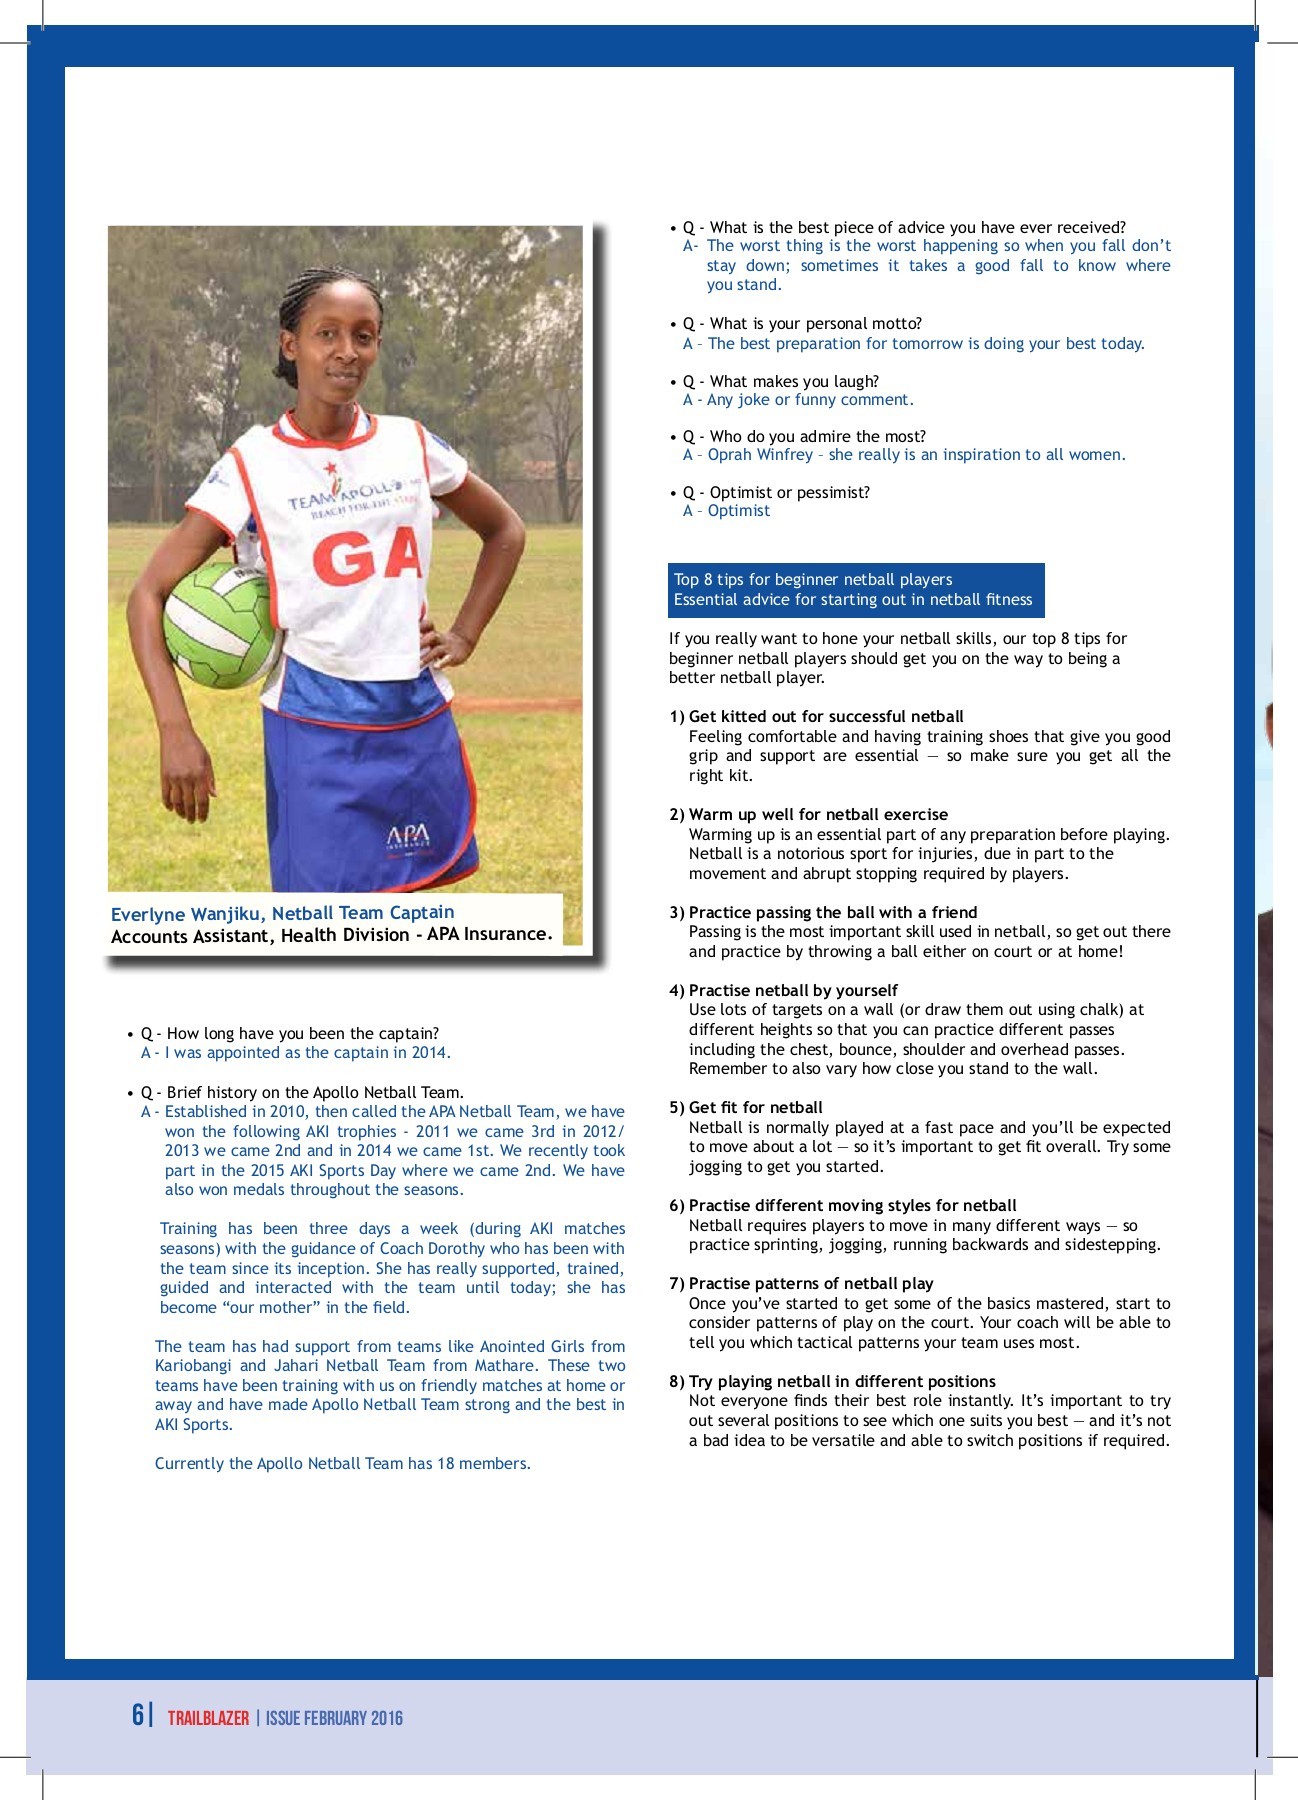 TEAM APOLLO
REACH FOR THE STARS
GA
APA
INSURANCE
Everlyne Wanjiku, Netball Team Captain
Accounts Assistant, Health Division - APA Insurance.
• Q - How long have you been the captain?
A - I was appointed as the captain in 2014.
• Q - Brief history on the Apollo Netball Team.
A - Established in 2010, then called the APA Netball Team, we have
won the following AKI trophies - 2011 we came 3rd in 2012/
2013 we came 2nd and in 2014 we came 1st. We recently took
part in the 2015 AKI Sports Day where we came 2nd. We have
also won medals throughout the seasons.
Training has been three days a week (during AKI matches
seasons) with the guidance of Coach Dorothy who has been with
the team since its inception. She has really supported, trained,
guided and interacted with the team until today; she has
become “our mother” in the field.
The team has had support from teams like Anointed Girls from
Kariobangi and Jahari Netball Team from Mathare. These two
teams have been training with us on friendly matches at home or
away and have made Apollo Netball Team strong and the best in
AKI Sports.
Currently the Apollo Netball Team has 18 members.
• Q - What is the best piece of advice you have ever received?
A- The worst thing is the worst happening so when you fall don’t
stay down; sometimes it takes a good fall to know where
you stand.
• Q - What is your personal motto?
A – The best preparation for tomorrow is doing your best today.
• Q - What makes you laugh?
A - Any joke or funny comment.
• Q - Who do you admire the most?
A – Oprah Winfrey – she really is an inspiration to all women.
• Q - Optimist or pessimist?
A – Optimist
Top 8 tips for beginner netball players
Essential advice for starting out in netball fitness
If you really want to hone your netball skills, our top 8 tips for
beginner netball players should get you on the way to being a
better netball player.
1) Get kitted out for successful netball
Feeling comfortable and having training shoes that give you good
grip and support are essential — so make sure you get all the
right kit.
2) Warm up well for netball exercise
Warming up is an essential part of any preparation before playing.
Netball is a notorious sport for injuries, due in part to the
movement and abrupt stopping required by players.
3) Practice passing the ball with a friend
Passing is the most important skill used in netball, so get out there
and practice by throwing a ball either on court or at home!
4) Practise netball by yourself
Use lots of targets on a wall (or draw them out using chalk) at
different heights so that you can practice different passes
including the chest, bounce, shoulder and overhead passes.
Remember to also vary how close you stand to the wall.
5) Get fit for netball
Netball is normally played at a fast pace and you’ll be expected
to move about a lot — so it’s important to get fit overall. Try some
jogging to get you started.
6) Practise different moving styles for netball
Netball requires players to move in many different ways — so
practice sprinting, jogging, running backwards and sidestepping.
7) Practise patterns of netball play
Once you’ve started to get some of the basics mastered, start to
consider patterns of play on the court. Your coach will be able to
tell you which tactical patterns your team uses most.
8) Try playing netball in different positions
Not everyone finds their best role instantly. It’s important to try
out several positions to see which one suits you best — and it’s not
a bad idea to be versatile and able to switch positions if required.
6| TRAILBLAZER | ISSUE FEBRUARY 2016